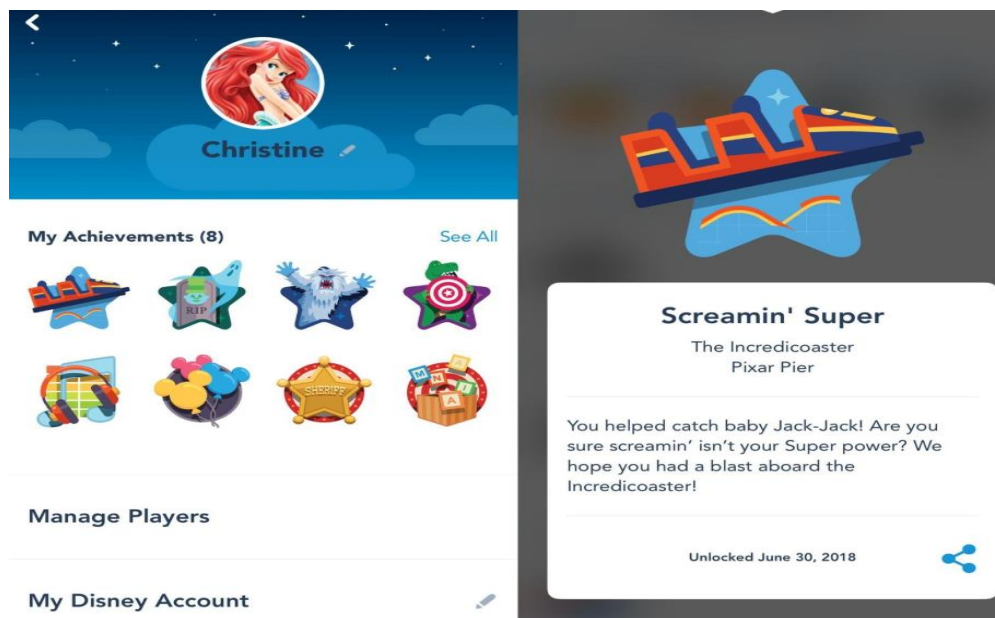 Christine
My Achievements (8)
See All
RIP
SHERIFF
M N A I A
Manage Players
My Disney Account
Screamin' Super
The Incredicoaster
Pixar Pier
You helped catch baby Jack-Jack! Are you
sure screamin' isn't your Super power? We
hope you had a blast aboard the
Incredicoaster!
Unlocked June 30, 2018